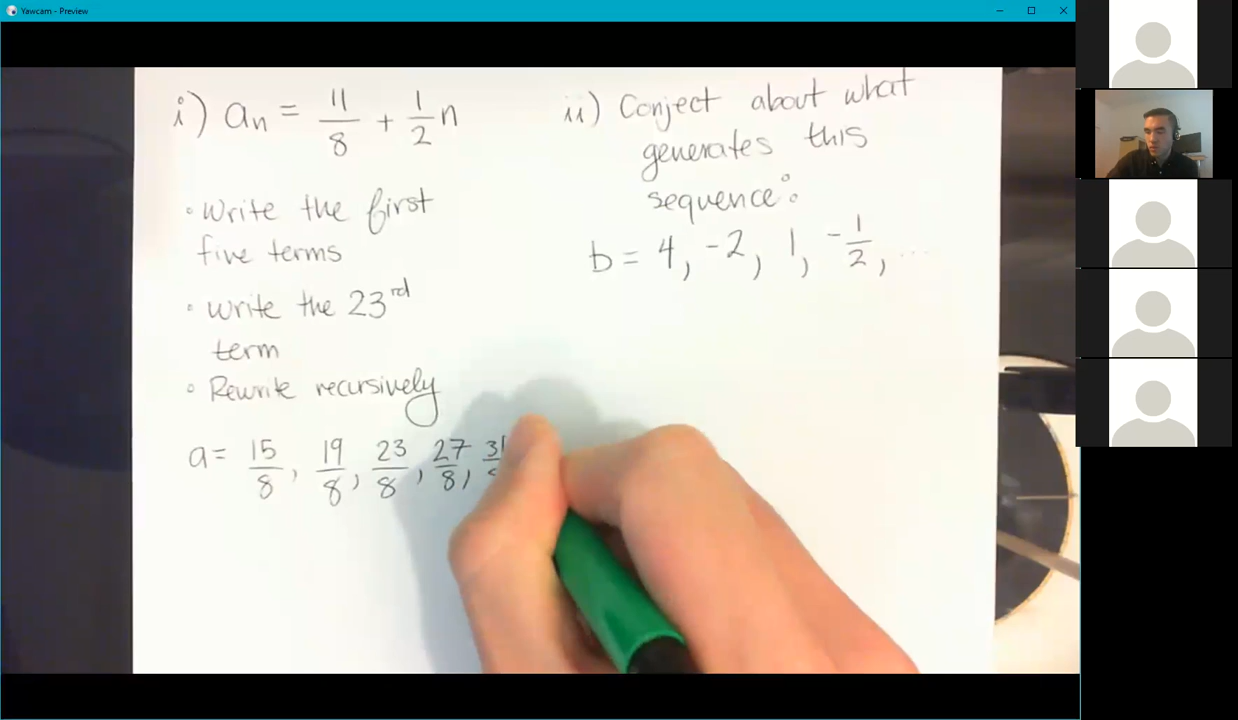 Yawcam - Preview
i) aₙ = 11/8 + 1/2 n
• Write the first
five terms
• Write the 23rd
term
• Rewrite recursively
a = 15/8, 19/8, 23/8, 27/8, 31
ii) Conject about what
generates this
sequence:
b = 4, -2, 1, -1/2, ...